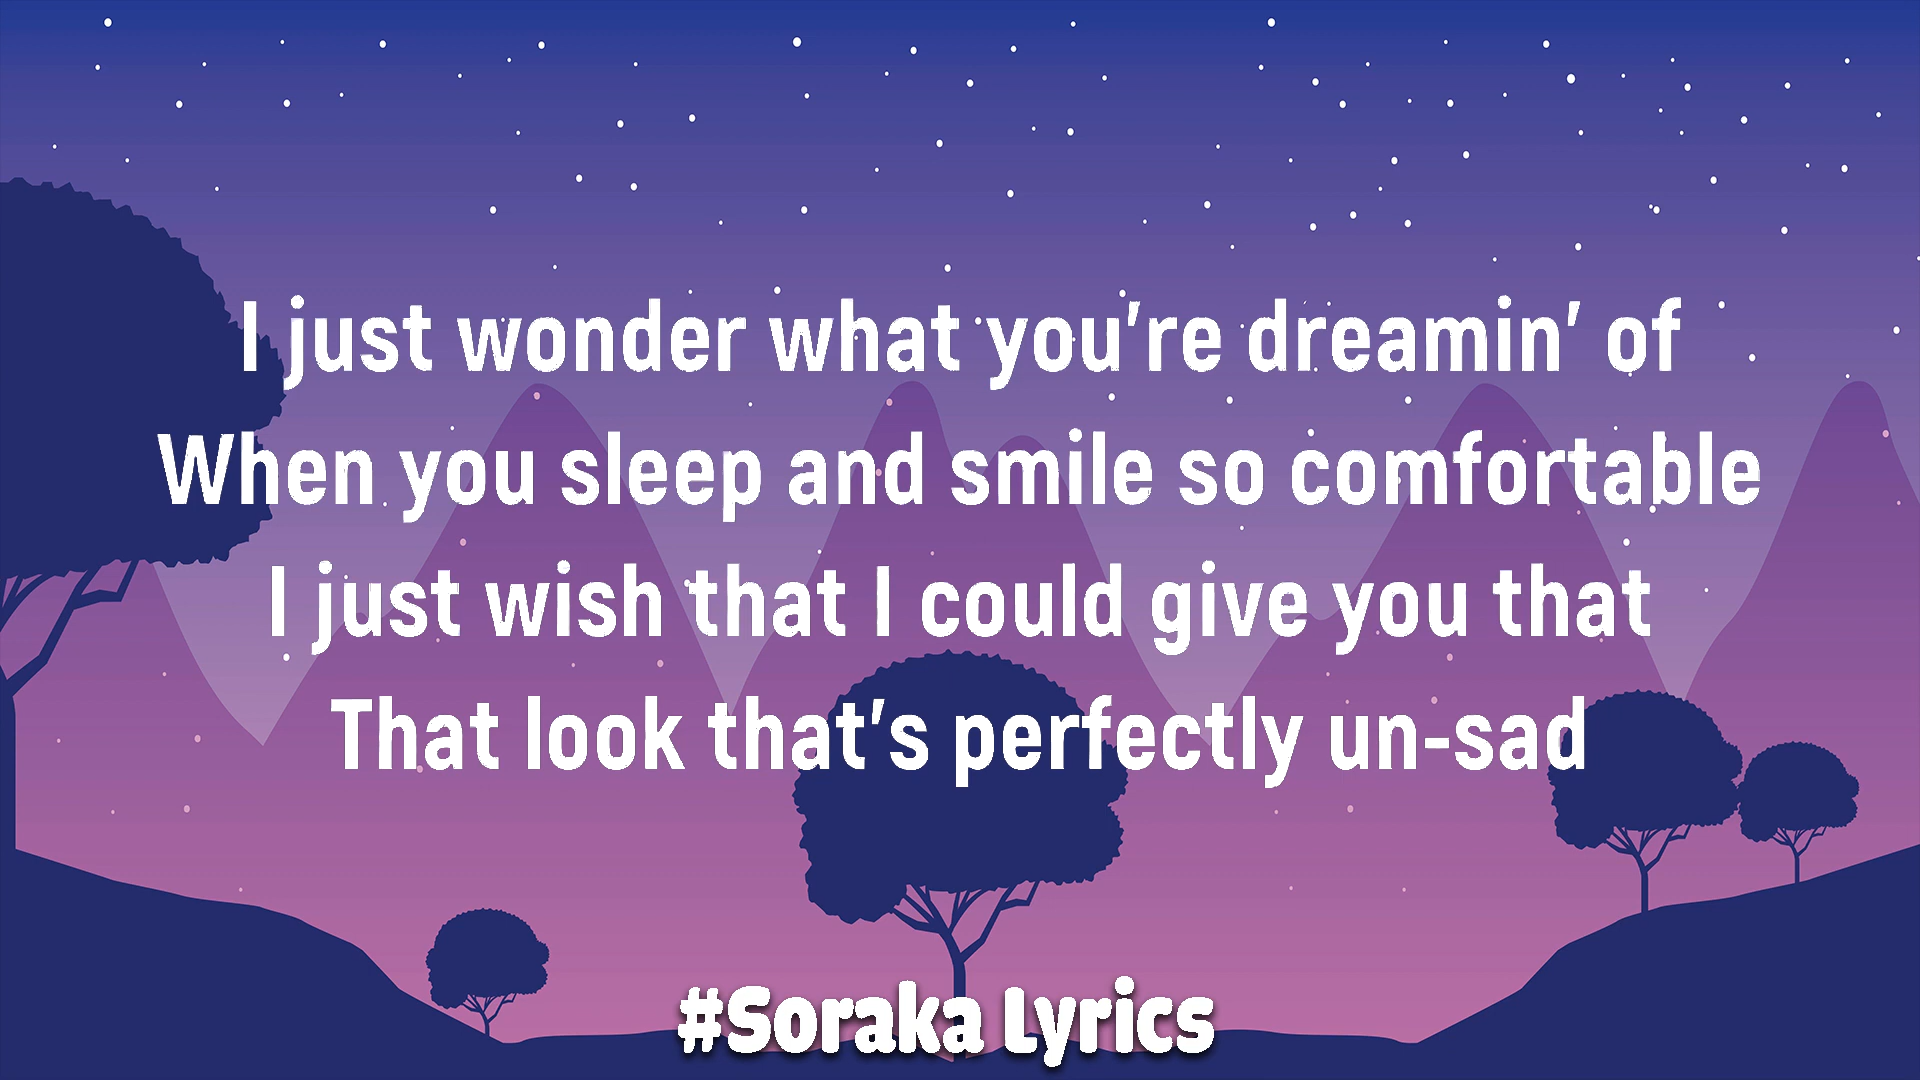 I just wonder what you’re dreamin’ of
When you sleep and smile so comfortable
I just wish that I could give you that
That look that’s perfectly un-sad
#Soraka Lyrics